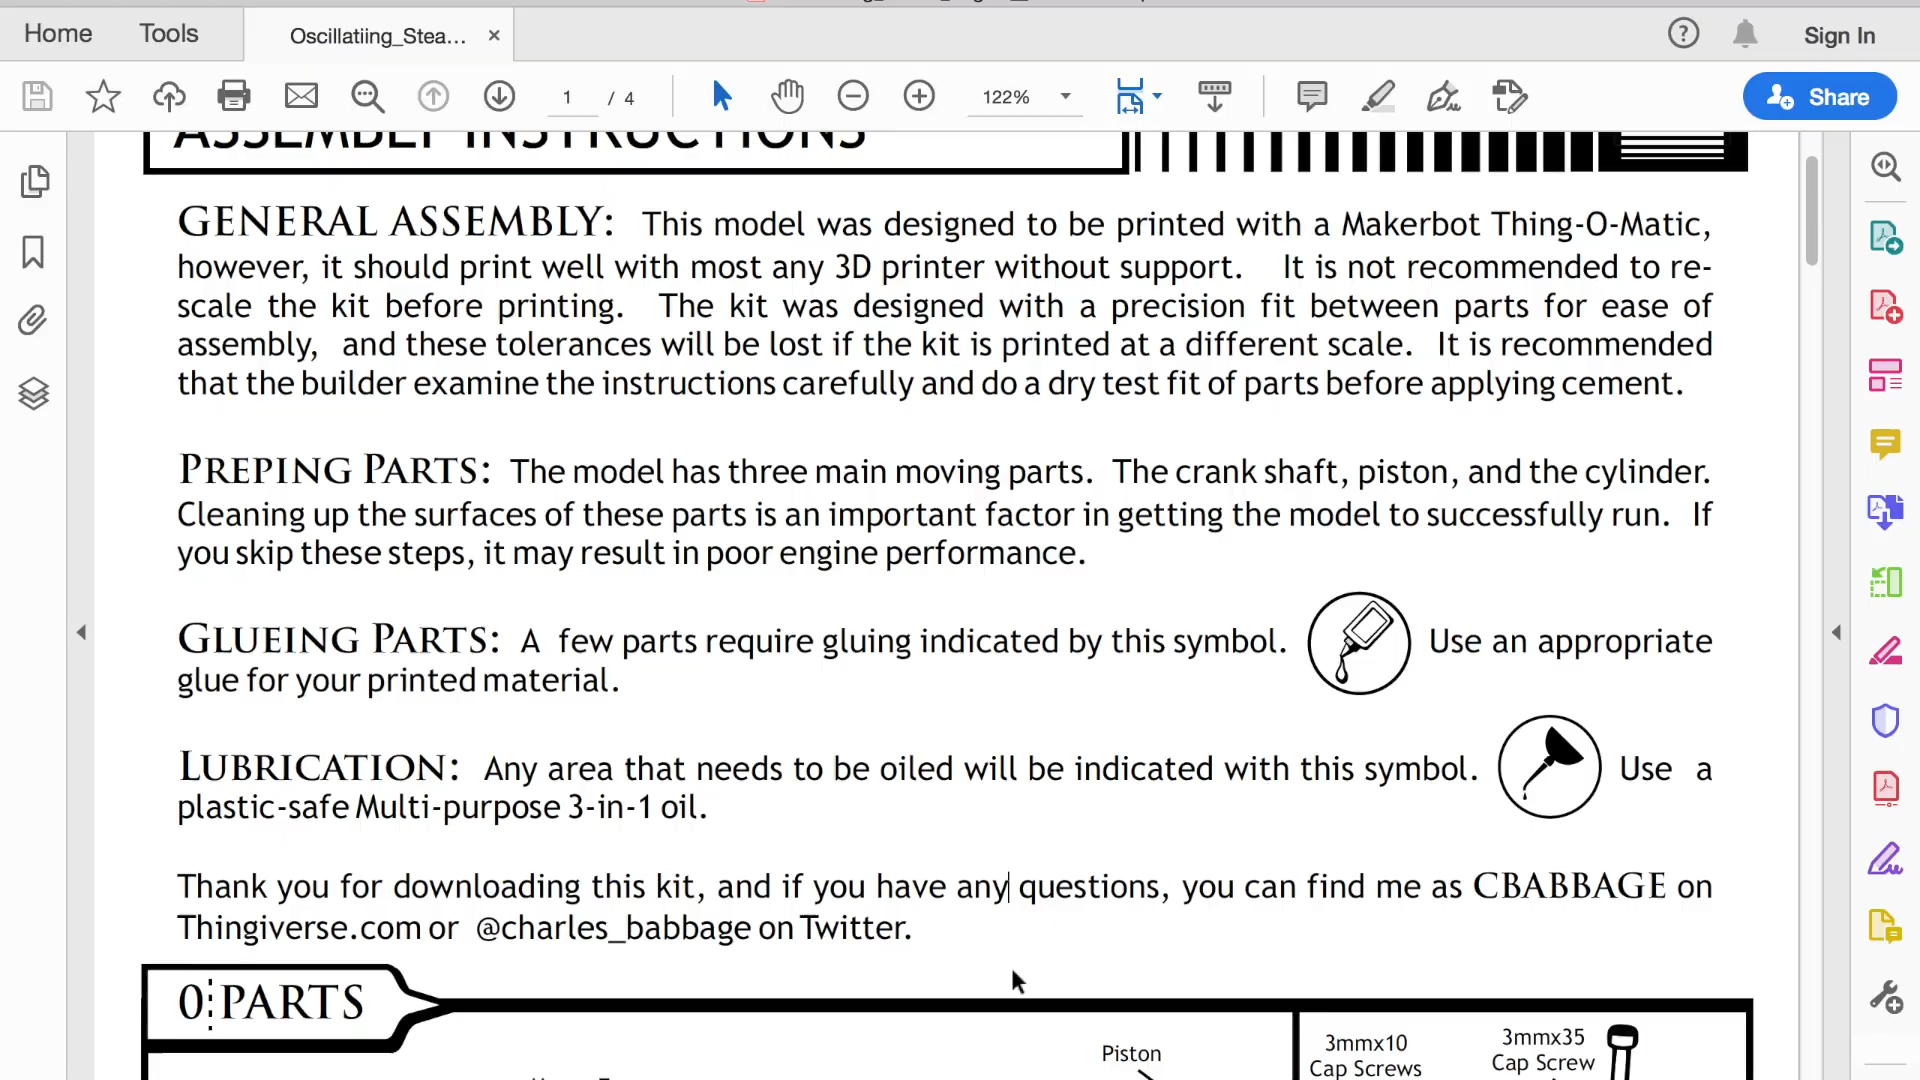 Home Tools Oscillatiing_Stea... × Sign In
1 / 4 122% Share
ASSEMBLY INSTRUCTIONS
GENERAL ASSEMBLY: This model was designed to be printed with a Makerbot Thing-O-Matic,
however, it should print well with most any 3D printer without support. It is not recommended to re-
scale the kit before printing. The kit was designed with a precision fit between parts for ease of
assembly, and these tolerances will be lost if the kit is printed at a different scale. It is recommended
that the builder examine the instructions carefully and do a dry test fit of parts before applying cement.
PREPING PARTS: The model has three main moving parts. The crank shaft, piston, and the cylinder.
Cleaning up the surfaces of these parts is an important factor in getting the model to successfully run. If
you skip these steps, it may result in poor engine performance.
GLUEING PARTS: A few parts require gluing indicated by this symbol. Use an appropriate
glue for your printed material.
LUBRICATION: Any area that needs to be oiled will be indicated with this symbol. Use a
plastic-safe Multi-purpose 3-in-1 oil.
Thank you for downloading this kit, and if you have any questions, you can find me as CBABBAGE on
Thingiverse.com or @charles_babbage on Twitter.
0 PARTS
Piston
3mmx10
Cap Screws
3mmx35
Cap Screw